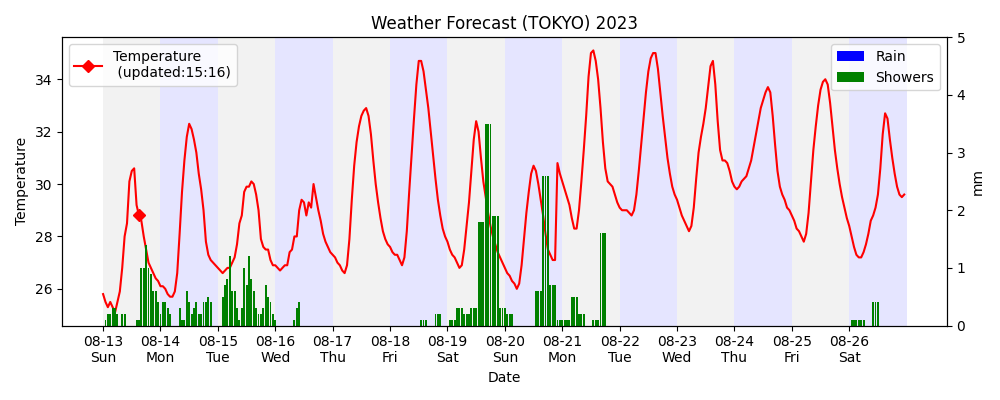 Weather Forecast (TOKYO) 2023
Temperature
(updated:15:16)
Rain
Showers
Temperature
34
32
30
28
26
5
4
3
2
1
0
mm
08-13 08-14 08-15 08-16 08-17 08-18 08-19 08-20 08-21 08-22 08-23 08-24 08-25 08-26
Sun Mon Tue Wed Thu Fri Sat Sun Mon Tue Wed Thu Fri Sat
Date